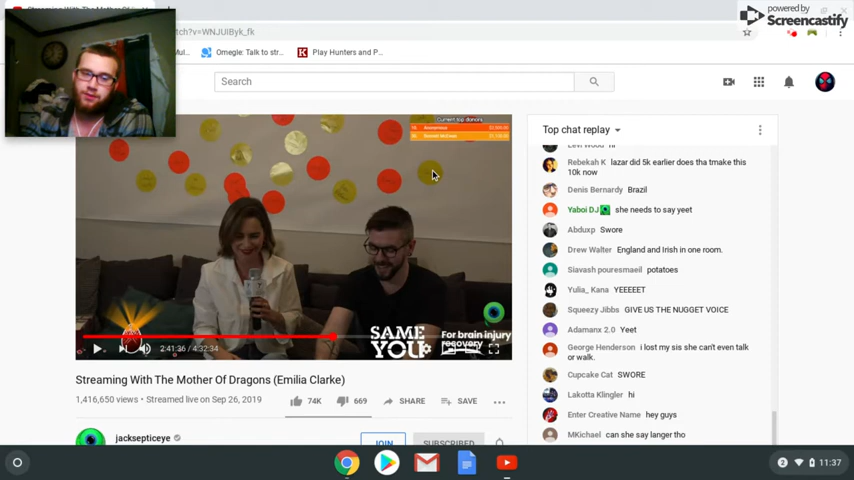 powered by
Screencastify
tch?v=WNJUIByk_fk
Omegle: Talk to str...
Play Hunters and P...
Search
Current top donors
Anonymous
Top chat replay
hi
Rebekah K lazar did 5k earlier does tha tmake this
10k now
Denis Bernardy Brazil
Yaboi DJ she needs to say yeet
Abduxp Swore
Drew Walter England and Irish in one room.
Siavash pouresmaeil potatoes
Yulia_ Kana YEEEEET
Squeezy Jibbs GIVE US THE NUGGET VOICE
Adamanx 2.0 Yeet
George Henderson i lost my sis she can't even talk
or walk.
Cupcake Cat SWORE
Lakotta Klingler hi
Enter Creative Name hey guys
MKichael can she say langer tho
SAME
YOU
For brain injury
recovery
2:41:36 / 4:32:34
Streaming With The Mother Of Dragons (Emilia Clarke)
1,416,650 views • Streamed live on Sep 26, 2019
74K
669
SHARE
SAVE
jacksepticeye
JOIN
SUBSCRIBED
2
11:37